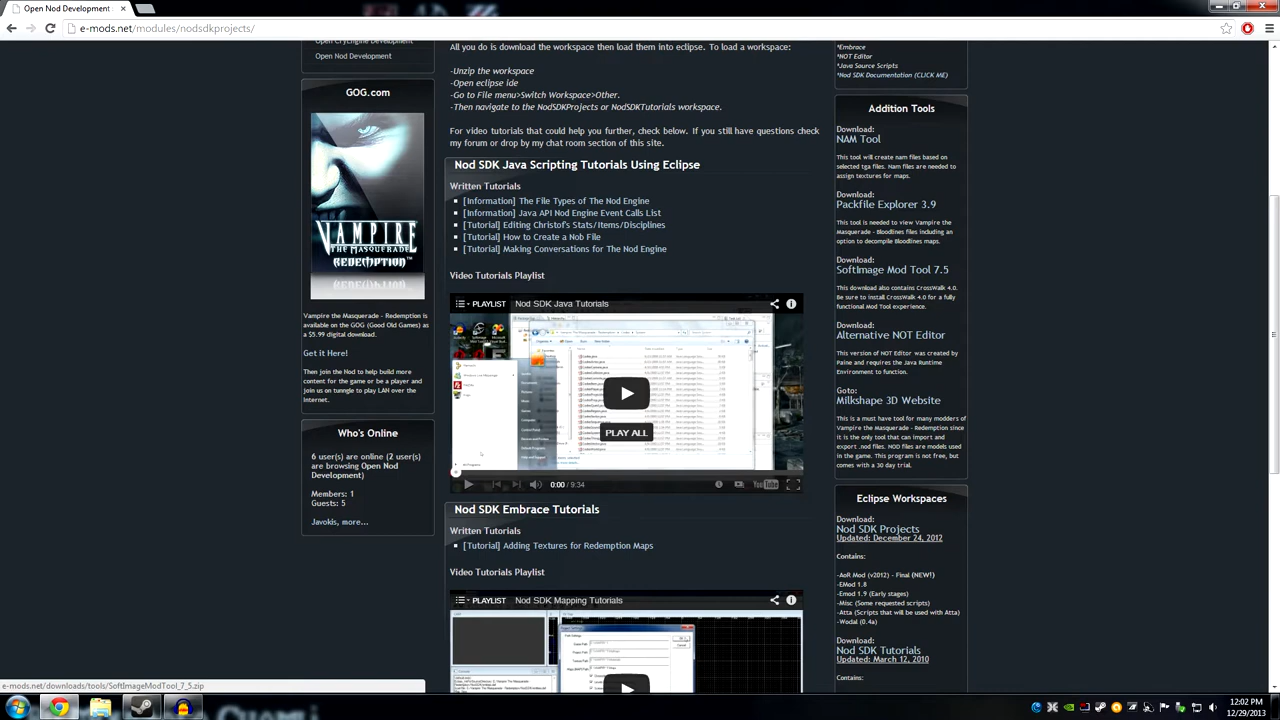 Open Nod Development
e-mods.net/modules/nodsdkprojects/
Open CryEngine Development
Open Nod Development
GOG.com
VAMPIRE
THE MASQUERADE
REDEMPTION
Vampire the Masquerade - Redemption is
available on the GOG (Good Old Games) as
a $5.99 digital download.
Get it Here!
Then join the Nod to help build more
content for the game or be a player and
join us on tunngle to play LAN over the
internet.
Who's Online
6 user(s) are online (2 user(s)
are browsing Open Nod
Development)
Members: 1
Guests: 5
Javokis, more...
All you do is download the workspace then load them into eclipse. To load a workspace:
-Unzip the workspace
-Open eclipse ide
-Go to File menu>Switch Workspace>Other.
-Then navigate to the NodSDKProjects or NodSDKTutorials workspace.
For video tutorials that could help you further, check below. If you still have questions check
my forum or drop by my chat room section of this site.
Nod SDK Java Scripting Tutorials Using Eclipse
Written Tutorials
[Information] The File Types of The Nod Engine
[Information] Java API Nod Engine Event Calls List
[Tutorial] Editing Christof's Stats/Items/Disciplines
[Tutorial] How to Create a Nob File
[Tutorial] Making Conversations for The Nod Engine
Video Tutorials Playlist
PLAYLIST Nod SDK Java Tutorials
PLAY ALL
0:00 / 9:34
YouTube
Nod SDK Embrace Tutorials
Written Tutorials
[Tutorial] Adding Textures for Redemption Maps
Video Tutorials Playlist
PLAYLIST Nod SDK Mapping Tutorials
*Embrace
*NOT Editor
*Java Source Scripts
*Nod SDK Documentation (CLICK ME)
Addition Tools
Download:
NAM Tool
This tool will create nam files based on
selected tga files. Nam files are needed to
assign textures for maps.
Download:
Packfile Explorer 3.9
This tool is needed to view Vampire the
Masquerade - Bloodlines files including an
option to decompile Bloodlines maps.
Download:
SoftImage Mod Tool 7.5
This download also contains CrossWalk 4.0.
Be sure to install CrossWalk 4.0 for a fully
functional Mod Tool experience.
Download:
Alternative NOT Editor
This version of NOT Editor was created by
Paine and requires the Java Runtime
Environment to function.
Goto:
Milkshape 3D Website
This is a must have tool for many modders of
Vampire the Masquerade - Redemption since
it is the only tool that can import and
export .nod files. NOD files are models used
in the game. This program is not free, but
comes with a 30 day trial.
Eclipse Workspaces
Download:
Nod SDK Projects
Updated: December 24, 2012
Contains:
-AoR Mod (v2012) - Final (NEW!)
-EMod 1.8
-Emod 1.9 (Early stages)
-Misc (Some requested scripts)
-Atta (Scripts that will be used with Atta)
-Wodal (0.4a)
Download:
Nod SDK Tutorials
Updated: March 12, 2010
Contains:
e-mods.net/downloads/tools/SoftImageModTool_7_5.zip
12:02 PM
12/29/2013